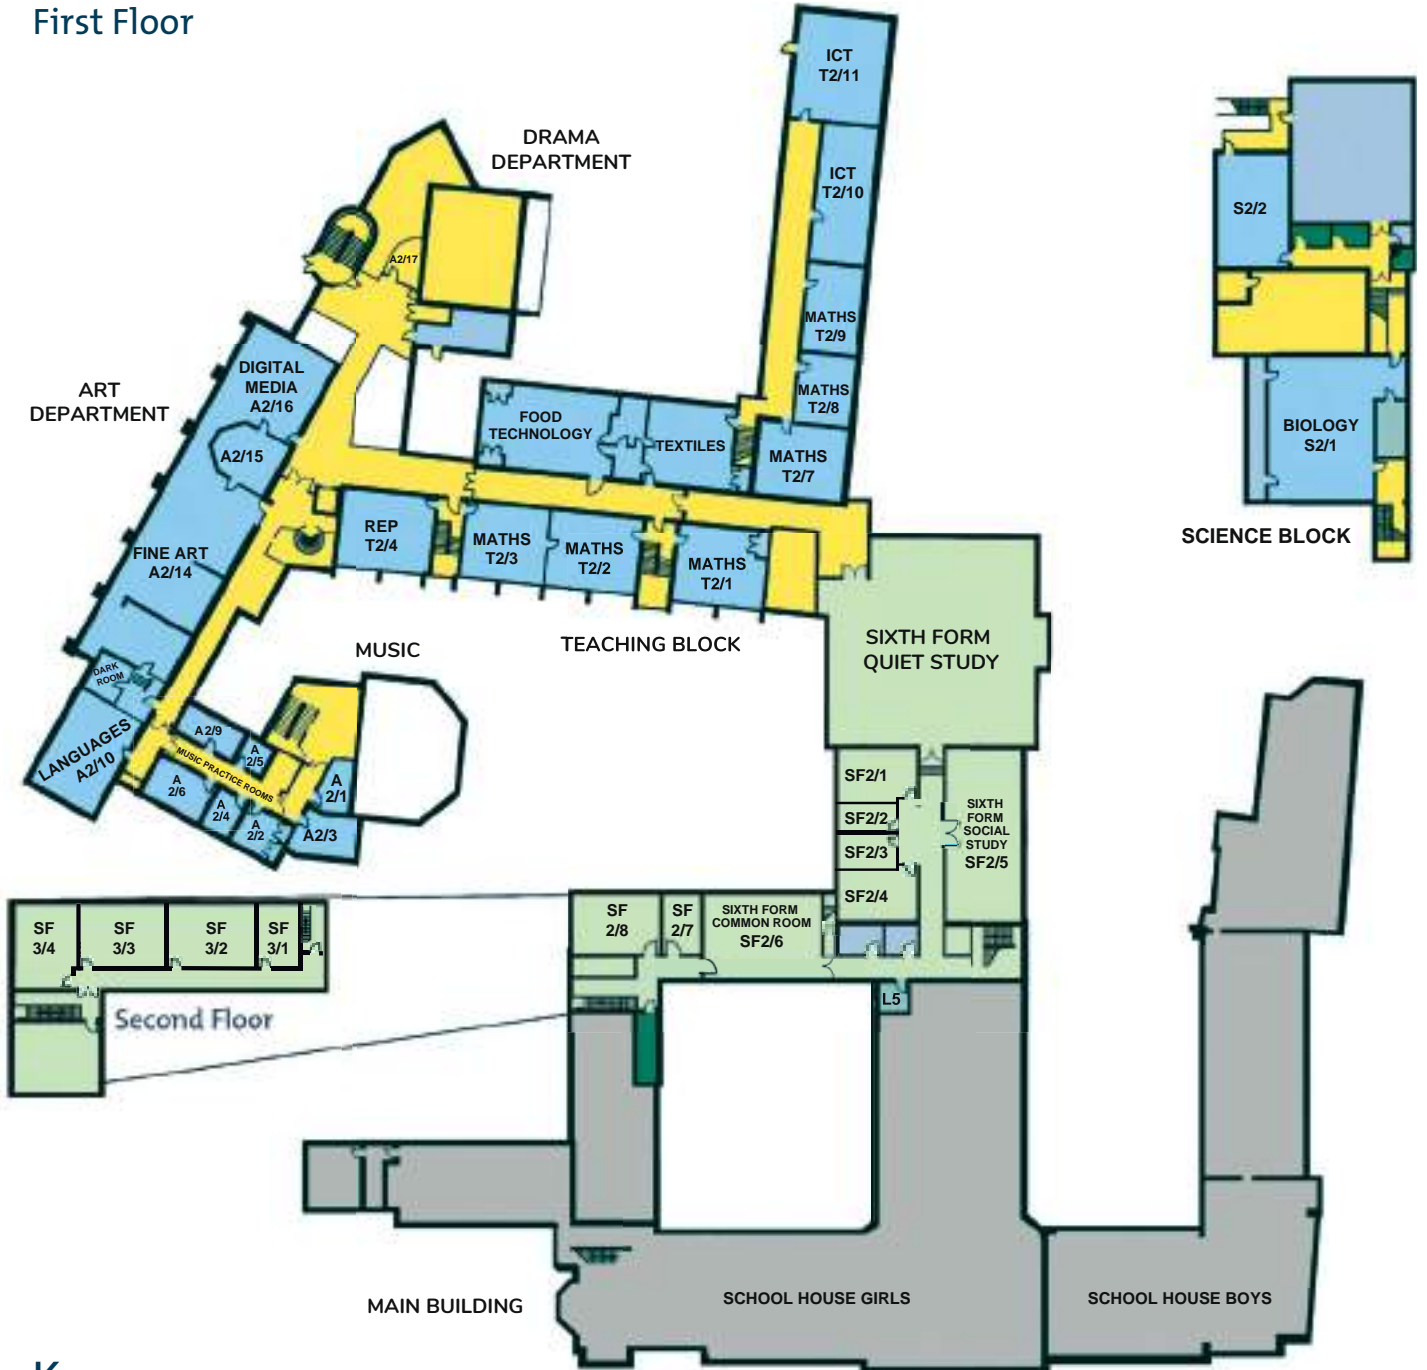 First Floor
ICT
T2/11
DRAMA
DEPARTMENT
ICT
T2/10
S2/2
A2/17
MATHS
T2/9
DIGITAL
MEDIA
A2/16
ART
DEPARTMENT
MATHS
T2/8
FOOD
TECHNOLOGY
TEXTILES
BIOLOGY
S2/1
A2/15
MATHS
T2/7
REP
T2/4
MATHS
T2/3
MATHS
T2/2
MATHS
T2/1
SCIENCE BLOCK
FINE ART
A2/14
MUSIC
TEACHING BLOCK
SIXTH FORM
QUIET STUDY
DARK
ROOM
LANGUAGES
A2/10
A2/9
A
2/5
MUSIC PRACTICE ROOMS
A
2/6
A
2/4
A
2/2
A
2/1
A2/3
SF2/1
SF2/2
SF2/3
SF2/4
SIXTH
FORM
SOCIAL
STUDY
SF2/5
SF
3/4
SF
3/3
SF
3/2
SF
3/1
SF
2/8
SF
2/7
SIXTH FORM
COMMON ROOM
SF2/6
L5
Second Floor
MAIN BUILDING
SCHOOL HOUSE GIRLS
SCHOOL HOUSE BOYS